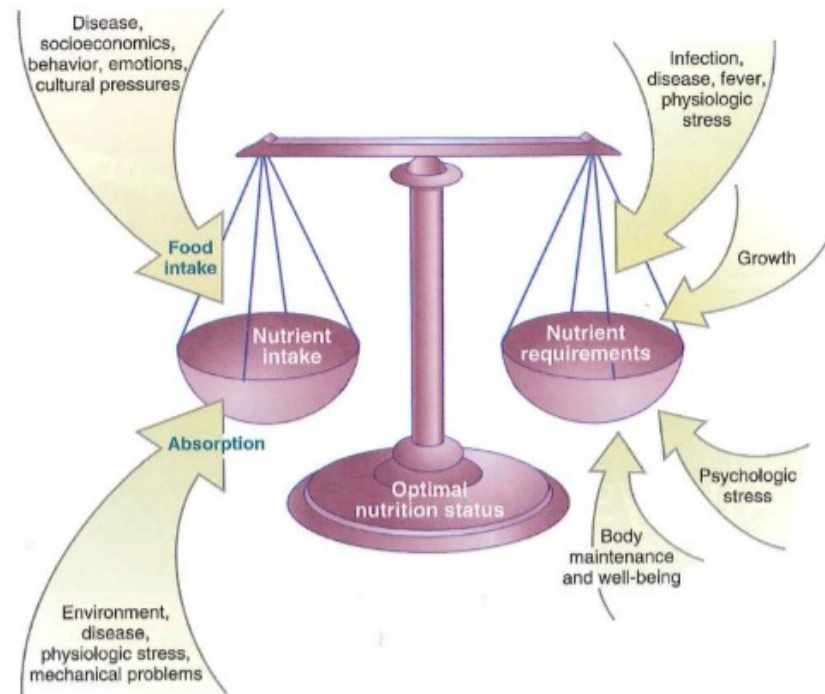 Disease,
socioeconomics,
behavior, emotions,
cultural pressures
Infection,
disease, fever,
physiologic
stress
Food
intake
Growth
Nutrient
intake
Nutrient
requirements
Absorption
Optimal
nutrition status
Psychologic
stress
Body
maintenance
and well-being
Environment,
disease,
physiologic stress,
mechanical problems